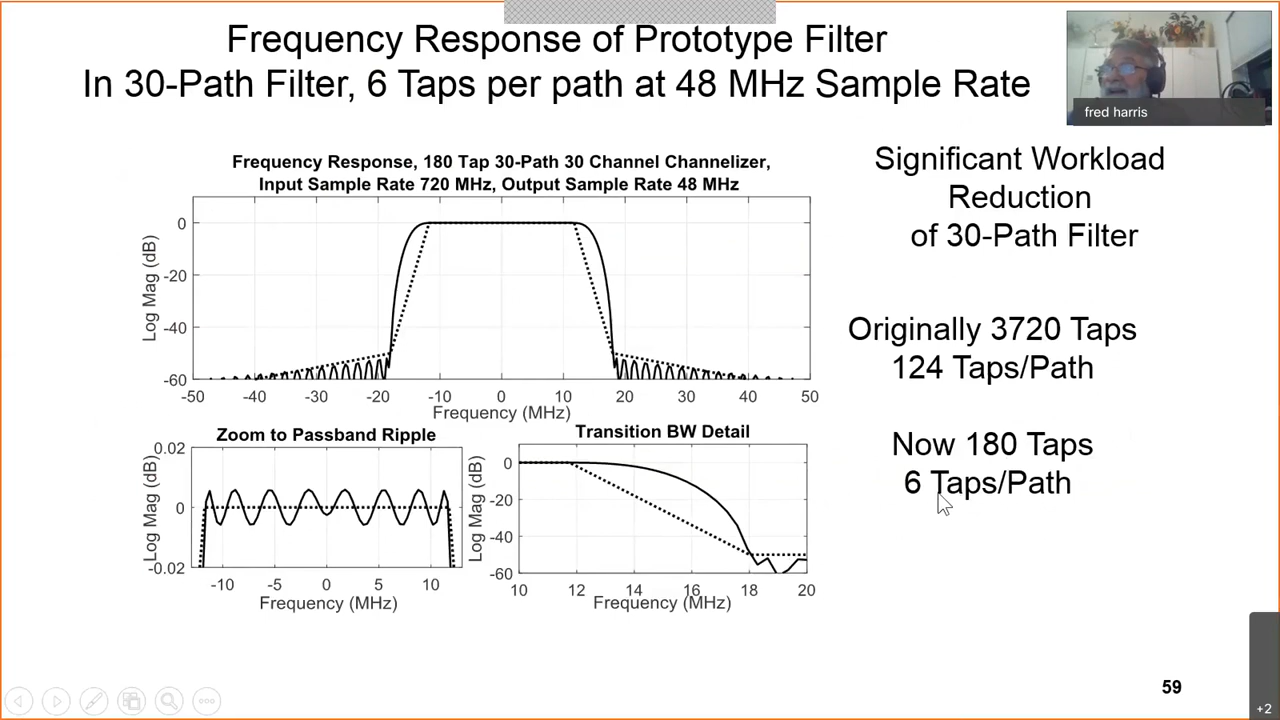 Frequency Response of Prototype Filter
In 30-Path Filter, 6 Taps per path at 48 MHz Sample Rate
fred harris
Significant Workload
Reduction
of 30-Path Filter
Originally 3720 Taps
124 Taps/Path
Now 180 Taps
6 Taps/Path
Frequency Response, 180 Tap 30-Path 30 Channel Channelizer,
Input Sample Rate 720 MHz, Output Sample Rate 48 MHz
Log Mag (dB)
0
-20
-40
-60
-50 -40 -30 -20 -10 0 10 20 30 40 50
Frequency (MHz)
Zoom to Passband Ripple
Log Mag (dB)
0.02
0
-0.02
-10 -5 0 5 10
Frequency (MHz)
Transition BW Detail
Log Mag (dB)
0
-20
-40
-60
10 12 14 16 18 20
Frequency (MHz)
59
+2